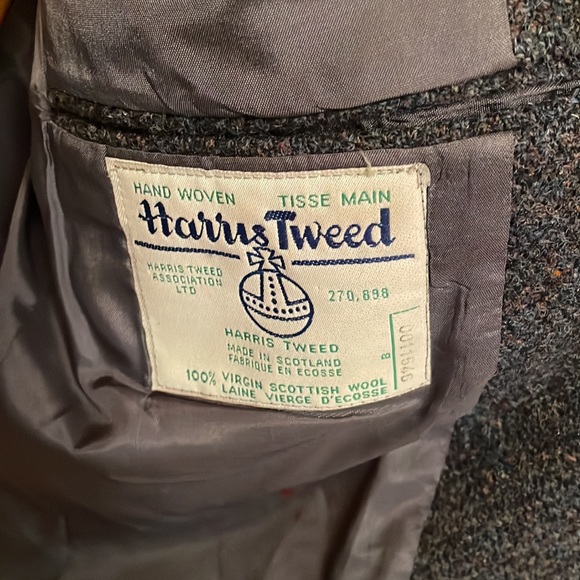 HAND WOVEN TISSE MAIN
Harris Tweed
HARRIS TWEED
ASSOCIATION
LTD
270,898
HARRIS TWEED
MADE IN SCOTLAND
FABRIQUE EN ECOSSE
100% VIRGIN SCOTTISH WOOL
LAINE VIERGE D'ECOSSE
B 0011546